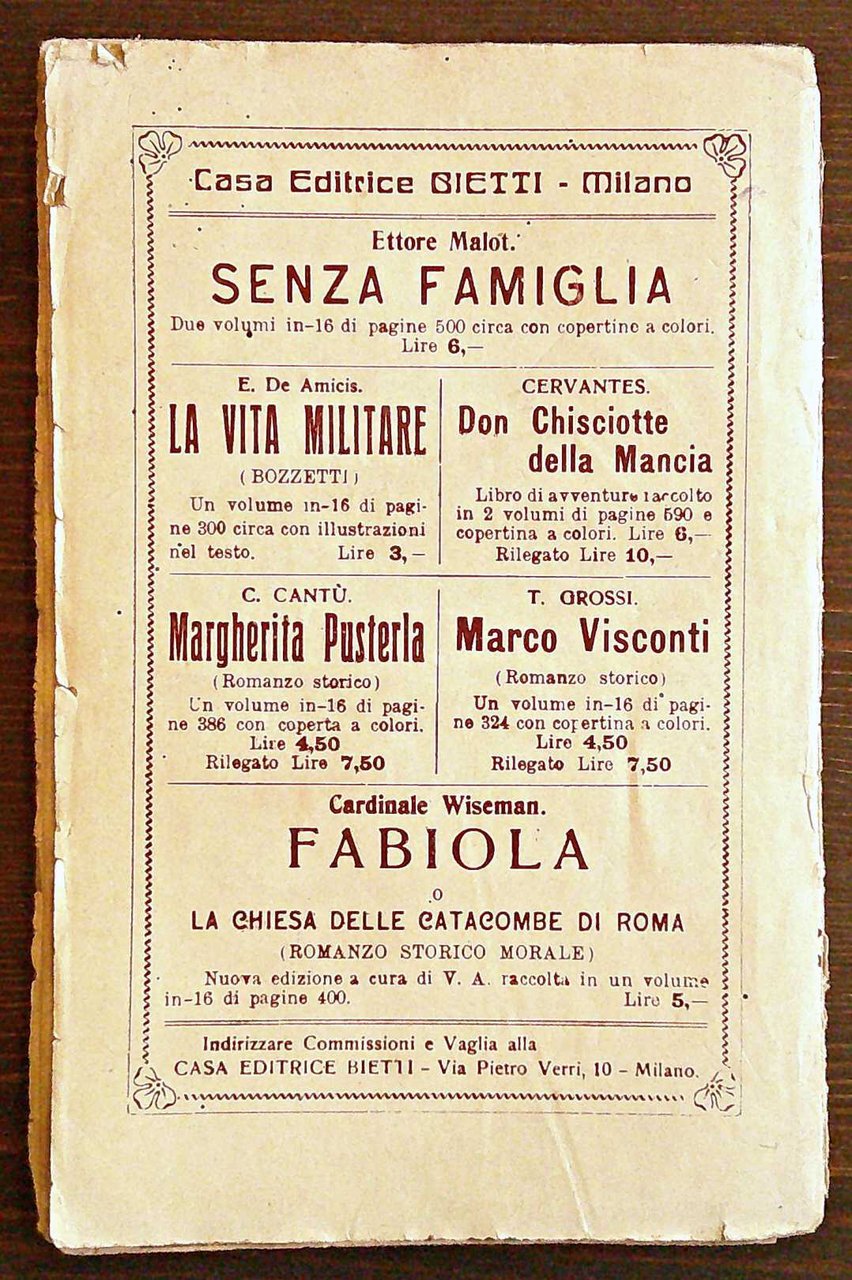 Casa Editrice BIETTI - Milano
Ettore Malot.
SENZA FAMIGLIA
Due volumi in-16 di pagine 500 circa con copertine a colori.
Lire 6,—
E. De Amicis.
LA VITA MILITARE
(BOZZETTI)
Un volume in-16 di pagi-
ne 300 circa con illustrazioni
nel testo. Lire 3,—
CERVANTES.
Don Chisciotte
della Mancia
Libro di avventure raccolto
in 2 volumi di pagine 590 e
copertina a colori. Lire 6,—
Rilegato Lire 10,—
C. CANTÙ.
Margherita Pusterla
(Romanzo storico)
Un volume in-16 di pagi-
ne 386 con coperta a colori.
Lire 4,50
Rilegato Lire 7,50
T. GROSSI.
Marco Visconti
(Romanzo storico)
Un volume in-16 di pagi-
ne 324 con copertina a colori.
Lire 4,50
Rilegato Lire 7,50
Cardinale Wiseman.
FABIOLA
o
LA CHIESA DELLE CATACOMBE DI ROMA
(ROMANZO STORICO MORALE)
Nuova edizione a cura di V. A. raccolta in un volume
in-16 di pagine 400. Lire 5,—
Indirizzare Commissioni e Vaglia alla
CASA EDITRICE BIETTI - Via Pietro Verri, 10 - Milano.